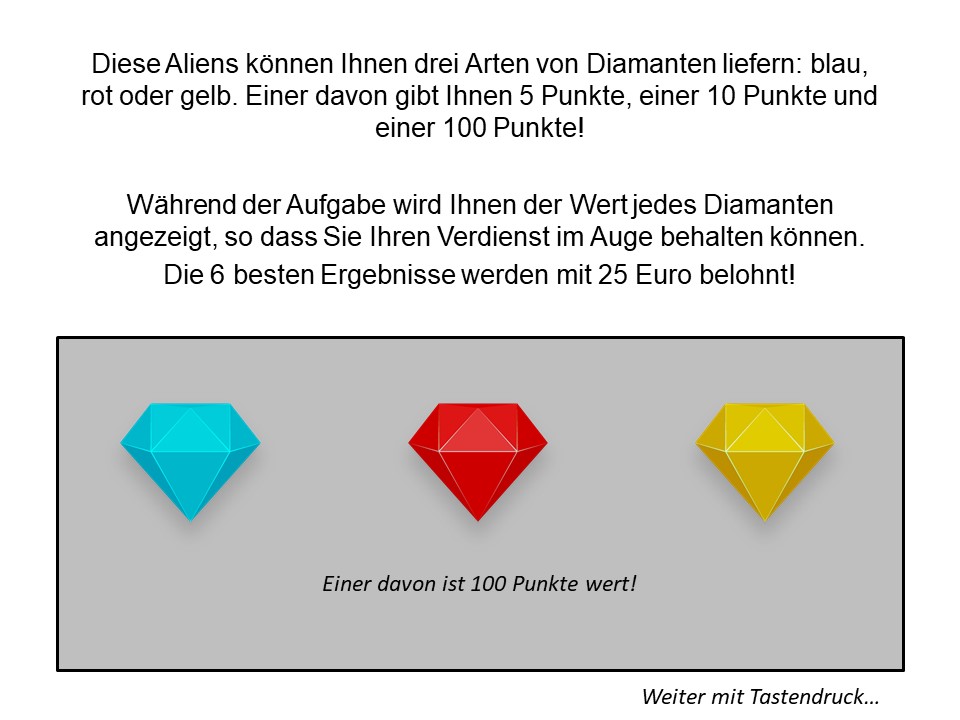 Diese Aliens können Ihnen drei Arten von Diamanten liefern: blau,
rot oder gelb. Einer davon gibt Ihnen 5 Punkte, einer 10 Punkte und
einer 100 Punkte!
Während der Aufgabe wird Ihnen der Wert jedes Diamanten
angezeigt, so dass Sie Ihren Verdienst im Auge behalten können.
Die 6 besten Ergebnisse werden mit 25 Euro belohnt!
Einer davon ist 100 Punkte wert!
Weiter mit Tastendruck…